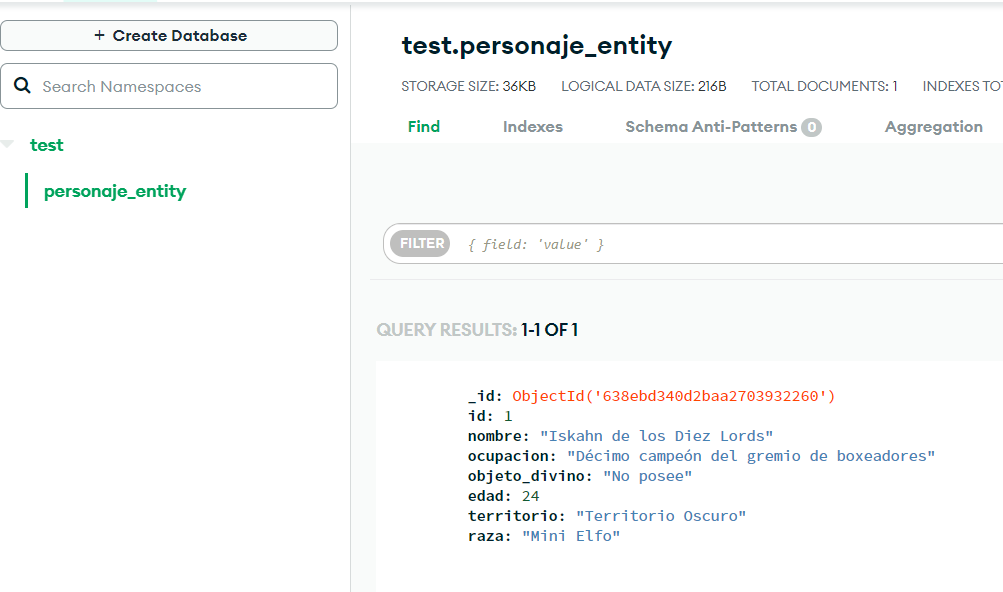 + Create Database
Search Namespaces
test
personaje_entity
test.personaje_entity
STORAGE SIZE: 36KB LOGICAL DATA SIZE: 216B TOTAL DOCUMENTS: 1 INDEXES TO
Find Indexes Schema Anti-Patterns 0 Aggregation
FILTER { field: 'value' }
QUERY RESULTS: 1-1 OF 1
_id: ObjectId('638ebd340d2baa2703932260')
id: 1
nombre: "Iskahn de los Diez Lords"
ocupacion: "Décimo campeón del gremio de boxeadores"
objeto_divino: "No posee"
edad: 24
territorio: "Territorio Oscuro"
raza: "Mini Elfo"